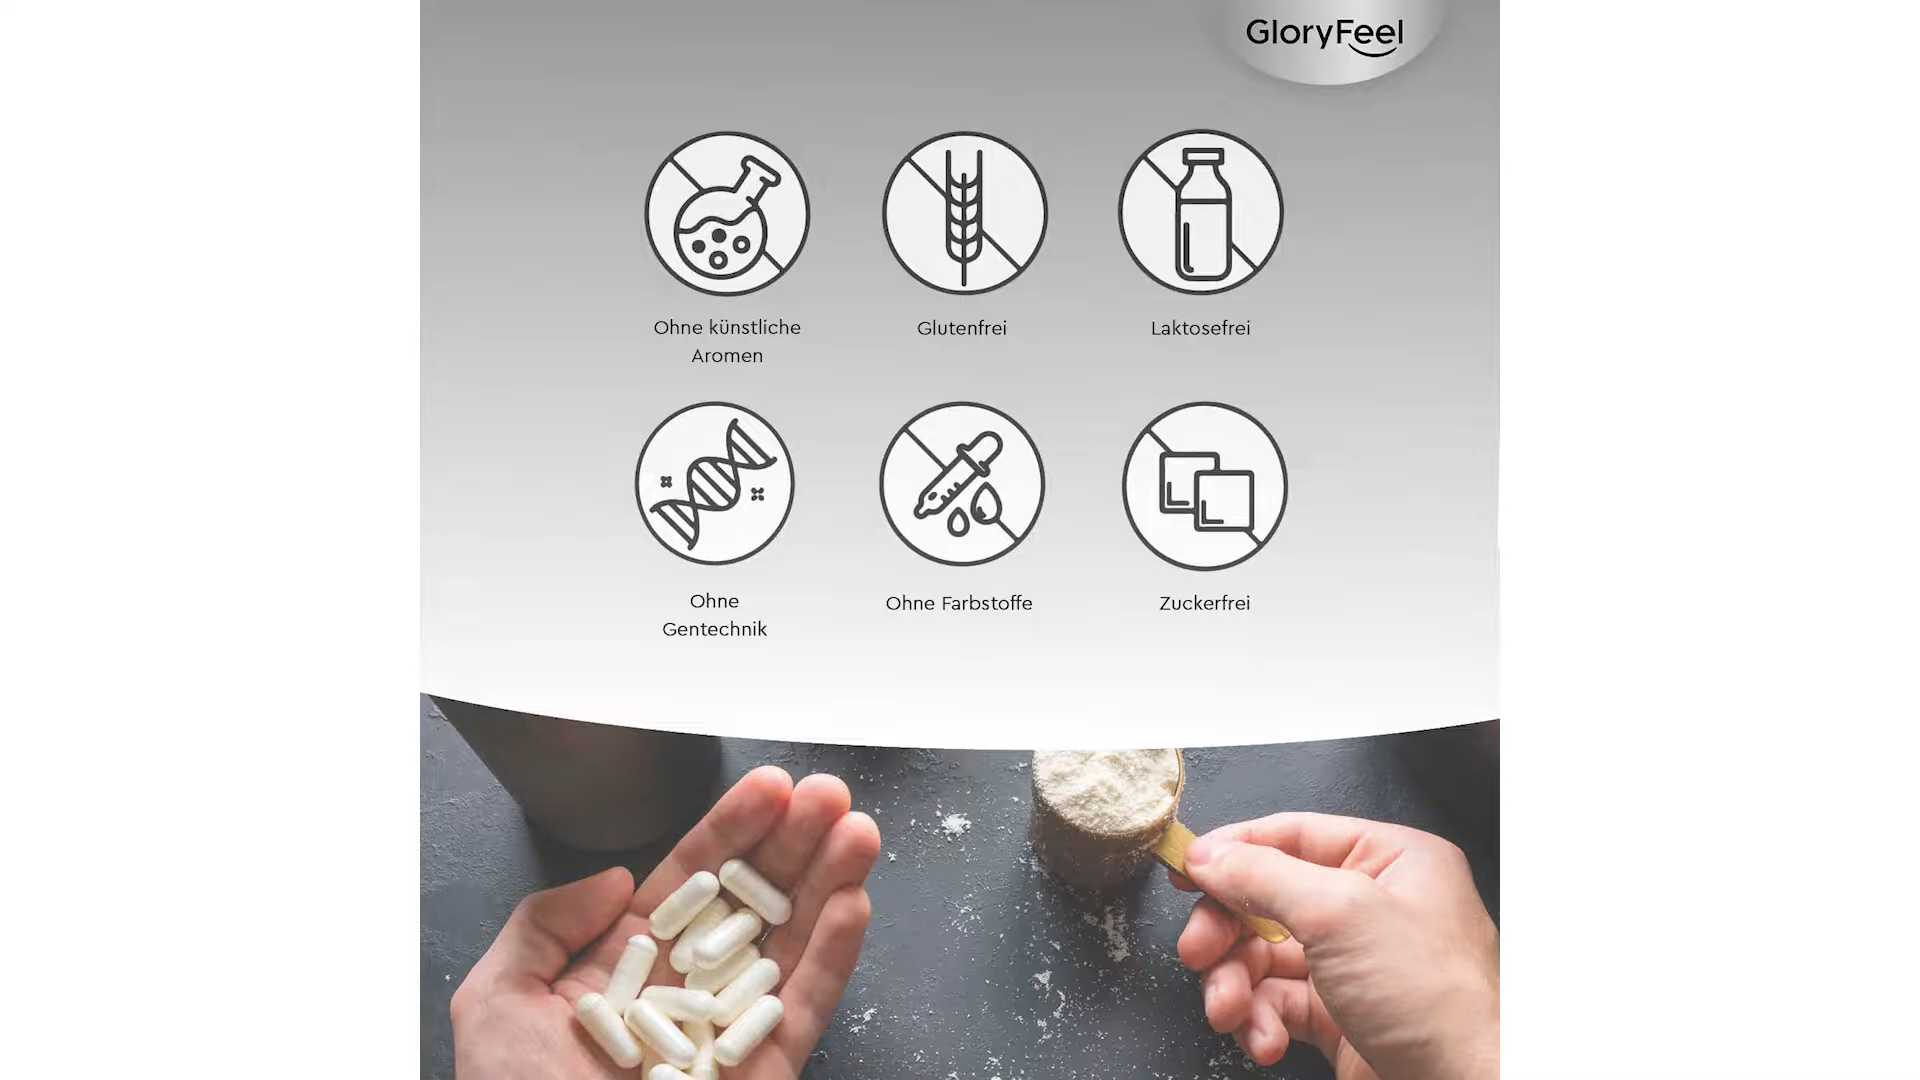 GloryFeel
Ohne künstliche
Aromen
Glutenfrei
Laktosefrei
Ohne
Gentechnik
Ohne Farbstoffe
Zuckerfrei